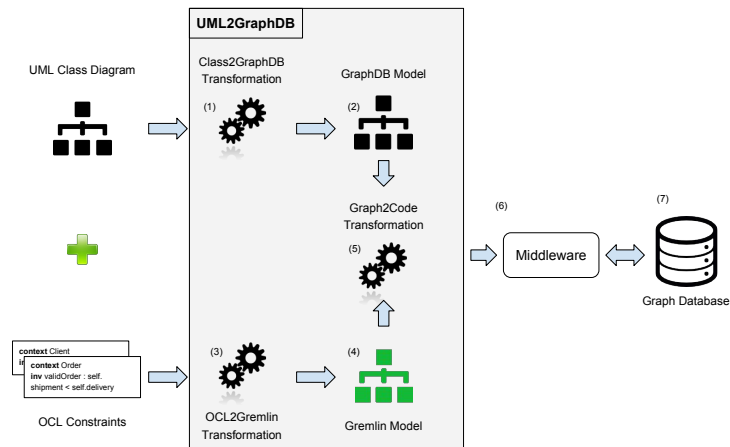 UML2GraphDB
UML Class Diagram
Class2GraphDB
Transformation
(1)
GraphDB Model
(2)
Graph2Code
Transformation
(5)
(6)
Middleware
(7)
Graph Database
context Client
in
context Order
inv validOrder : self.
shipment < self.delivery
OCL Constraints
(3)
OCL2Gremlin
Transformation
(4)
Gremlin Model